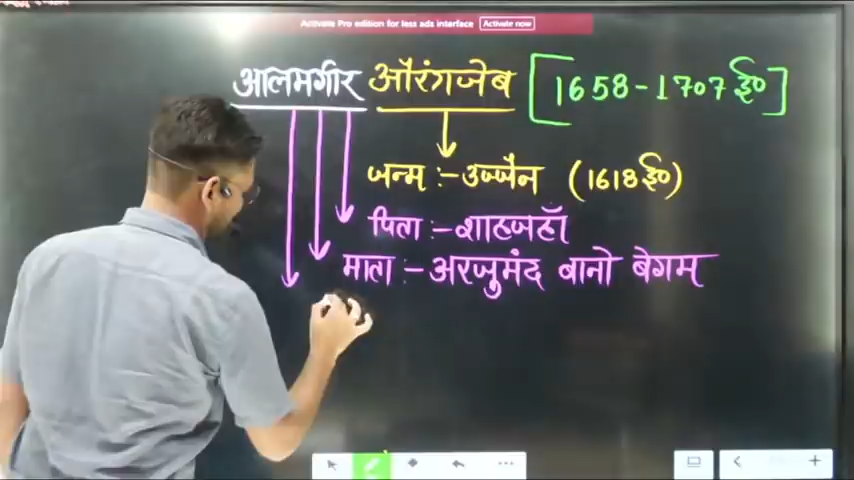 Activate Pro edition for less ads interface Activate now
आलमगीर औरंगजेब [1658-1707 ई०]
जन्म :- उज्जैन (1618 ई०)
पिता :- शाहजहाँ
माता :- अरजुमंद बानो बेगम